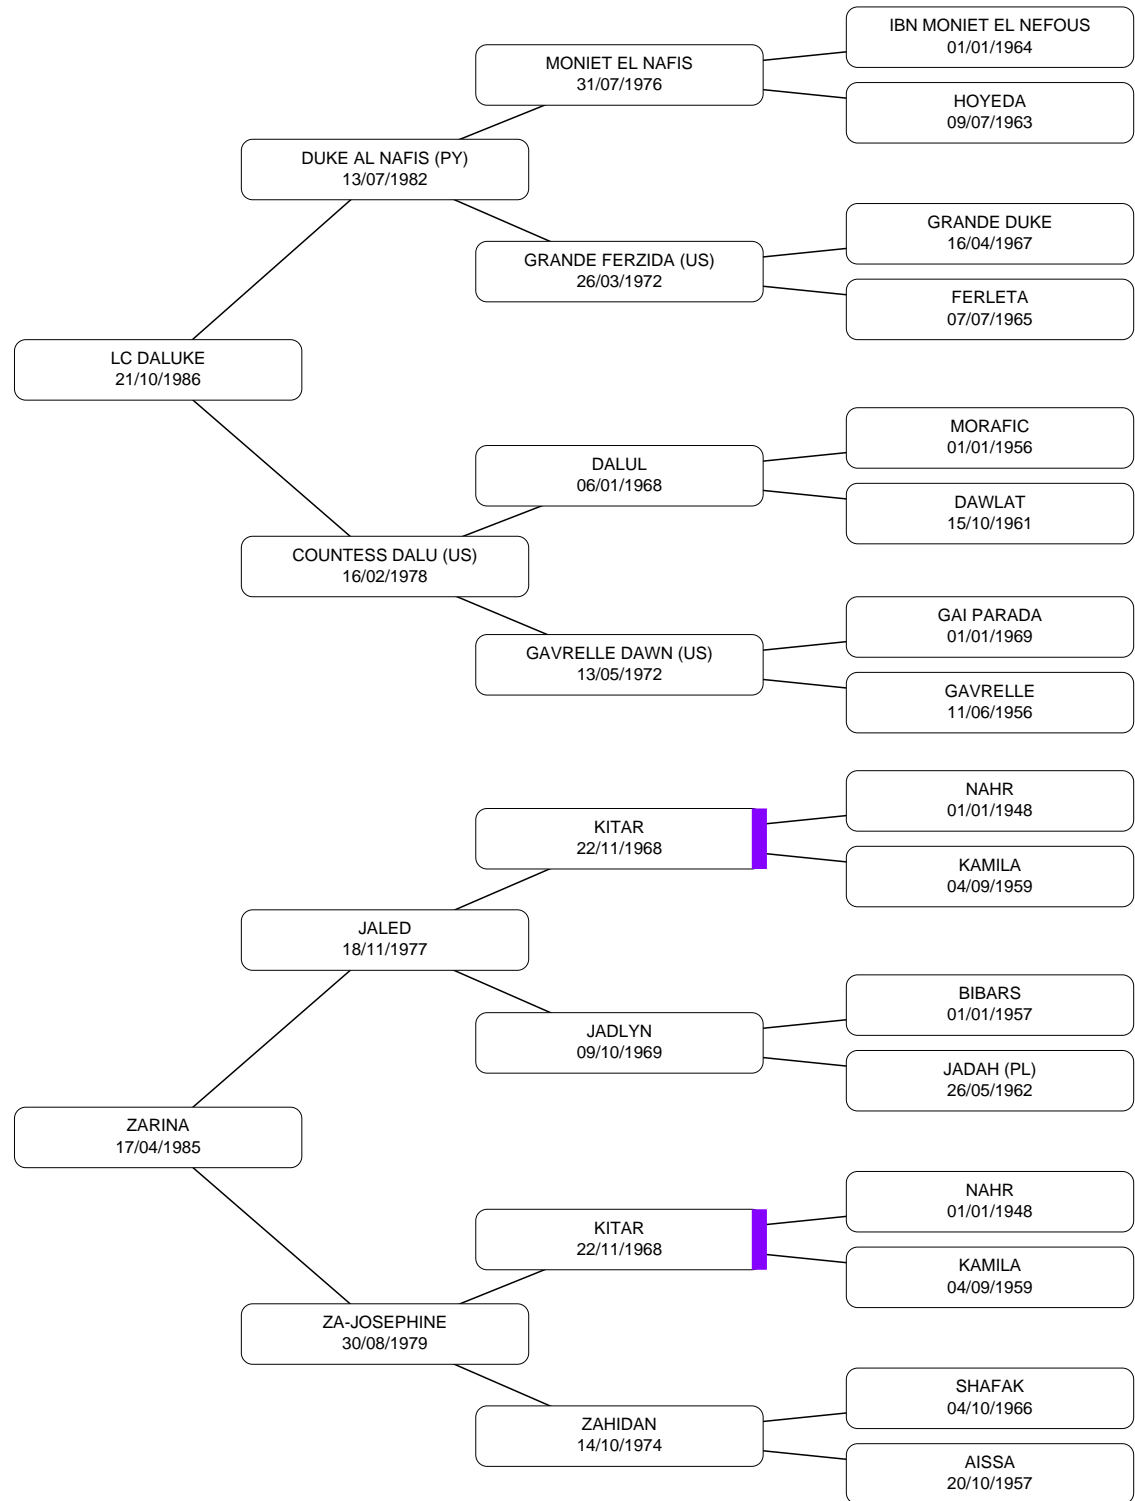 IBN MONIET EL NEFOUS
01/01/1964
MONIET EL NAFIS
31/07/1976
HOYEDA
09/07/1963
DUKE AL NAFIS (PY)
13/07/1982
GRANDE DUKE
16/04/1967
GRANDE FERZIDA (US)
26/03/1972
FERLETA
07/07/1965
LC DALUKE
21/10/1986
MORAFIC
01/01/1956
DALUL
06/01/1968
DAWLAT
15/10/1961
COUNTESS DALU (US)
16/02/1978
GAI PARADA
01/01/1969
GAVRELLE DAWN (US)
13/05/1972
GAVRELLE
11/06/1956
NAHR
01/01/1948
KITAR
22/11/1968
KAMILA
04/09/1959
JALED
18/11/1977
BIBARS
01/01/1957
JADLYN
09/10/1969
JADAH (PL)
26/05/1962
ZARINA
17/04/1985
NAHR
01/01/1948
KITAR
22/11/1968
KAMILA
04/09/1959
ZA-JOSEPHINE
30/08/1979
SHAFAK
04/10/1966
ZAHIDAN
14/10/1974
AISSA
20/10/1957